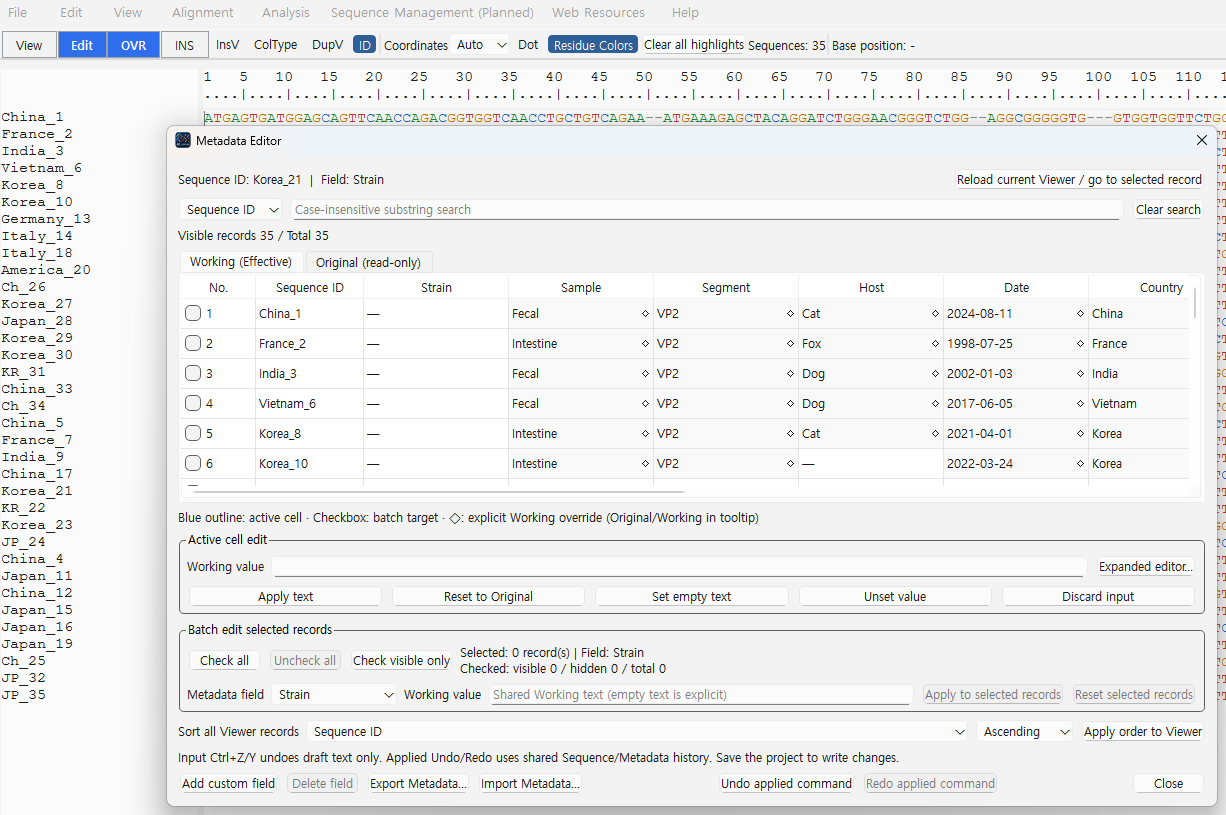 File Edit View Alignment Analysis Sequence Management (Planned) Web Resources Help
View Edit OVR INS InsV ColType DupV ID Coordinates Auto Dot Residue Colors Clear all highlights Sequences: 35 Base position: -
1 5 10 15 20 25 30 35 40 45 50 55 60 65 70 75 80 85 90 95 100 105 110
China_1 ATGAGTGATGGAGCAGTTCAACCAGACGGTGGTCAACCTGCTGTCAGAA--ATGAAAGAGCTACAGGATCTGGGAACGGGTCTGG--AGGCGGGGGTG---GTGGTGGTTCTGG
France_2
India_3
Vietnam_6
Korea_8
Korea_10
Germany_13
Italy_14
Italy_18
America_20
Ch_26
Korea_27
Japan_28
Korea_29
Korea_30
KR_31
China_33
Ch_34
China_5
France_7
India_9
China_17
Korea_21
KR_22
Korea_23
JP_24
China_4
Japan_11
China_12
Japan_15
Japan_16
Japan_19
Ch_25
JP_32
JP_35
Metadata Editor
Sequence ID: Korea_21 | Field: Strain Reload current Viewer / go to selected record
Sequence ID Case-insensitive substring search Clear search
Visible records 35 / Total 35
Working (Effective) Original (read-only)
No. Sequence ID Strain Sample Segment Host Date Country
1 China_1 — Fecal ◇ VP2 ◇ Cat ◇ 2024-08-11 ◇ China
2 France_2 — Intestine ◇ VP2 ◇ Fox ◇ 1998-07-25 ◇ France
3 India_3 — Fecal ◇ VP2 ◇ Dog ◇ 2002-01-03 ◇ India
4 Vietnam_6 — Fecal ◇ VP2 ◇ Dog ◇ 2017-06-05 ◇ Vietnam
5 Korea_8 — Intestine ◇ VP2 ◇ Cat ◇ 2021-04-01 ◇ Korea
6 Korea_10 — Intestine ◇ VP2 ◇ — 2022-03-24 ◇ Korea
Blue outline: active cell · Checkbox: batch target · ◇: explicit Working override (Original/Working in tooltip)
Active cell edit
Working value Expanded editor...
Apply text Reset to Original Set empty text Unset value Discard input
Batch edit selected records
Check all Uncheck all Check visible only Selected: 0 record(s) | Field: Strain
Checked: visible 0 / hidden 0 / total 0
Metadata field Strain Working value Shared Working text (empty text is explicit) Apply to selected records Reset selected records
Sort all Viewer records Sequence ID Ascending Apply order to Viewer
Input Ctrl+Z/Y undoes draft text only. Applied Undo/Redo uses shared Sequence/Metadata history. Save the project to write changes.
Add custom field Delete field Export Metadata... Import Metadata... Undo applied command Redo applied command Close